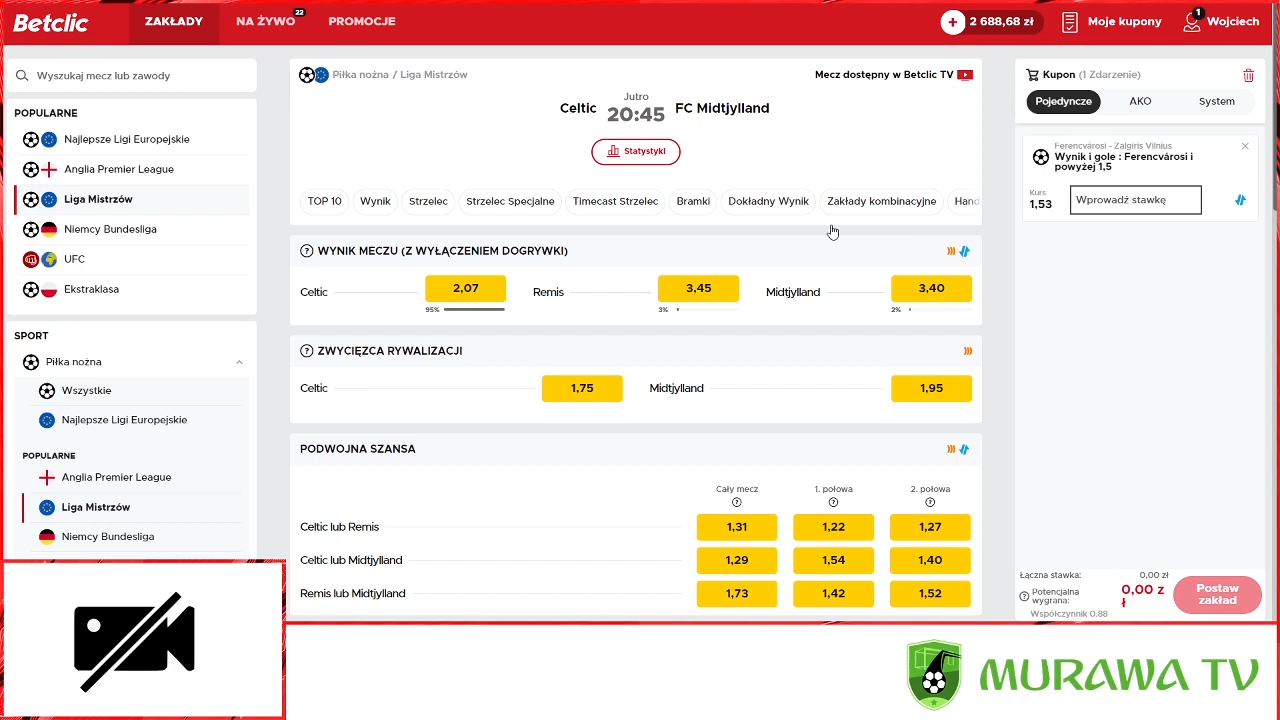 Betclic
ZAKŁADY
NA ŻYWO
22
PROMOCJE
2 688,68 zł
Moje kupony
1
Wojciech
Wyszukaj mecz lub zawody
POPULARNE
Najlepsze Ligi Europejskie
Anglia Premier League
Liga Mistrzów
Niemcy Bundesliga
UFC
Ekstraklasa
SPORT
Piłka nożna
Wszystkie
Najlepsze Ligi Europejskie
POPULARNE
Anglia Premier League
Liga Mistrzów
Niemcy Bundesliga
Piłka nożna / Liga Mistrzów
Mecz dostępny w Betclic TV
Jutro
Celtic 20:45 FC Midtjylland
Statystyki
TOP 10
Wynik
Strzelec
Strzelec Specjalne
Timecast Strzelec
Bramki
Dokładny Wynik
Zakłady kombinacyjne
Hand
WYNIK MECZU (Z WYŁĄCZENIEM DOGRYWKI)
Celtic 2,07 Remis 3,45 Midtjylland 3,40
95% 3% 2%
ZWYCIĘZCA RYWALIZACJI
Celtic 1,75 Midtjylland 1,95
PODWOJNA SZANSA
Cały mecz 1. połowa 2. połowa
Celtic lub Remis 1,31 1,22 1,27
Celtic lub Midtjylland 1,29 1,54 1,40
Remis lub Midtjylland 1,73 1,42 1,52
Kupon (1 Zdarzenie)
Pojedyncze AKO System
Ferencvárosi - Zalgiris Vilnius
Wynik i gole : Ferencvárosi i
powyżej 1,5
Kurs
1,53
Wprowadź stawkę
Łączna stawka: 0,00 zł
Potencjalna
wygrana:
0,00 z
ł
Współczynnik 0.88
Postaw
zakład
MURAWA TV